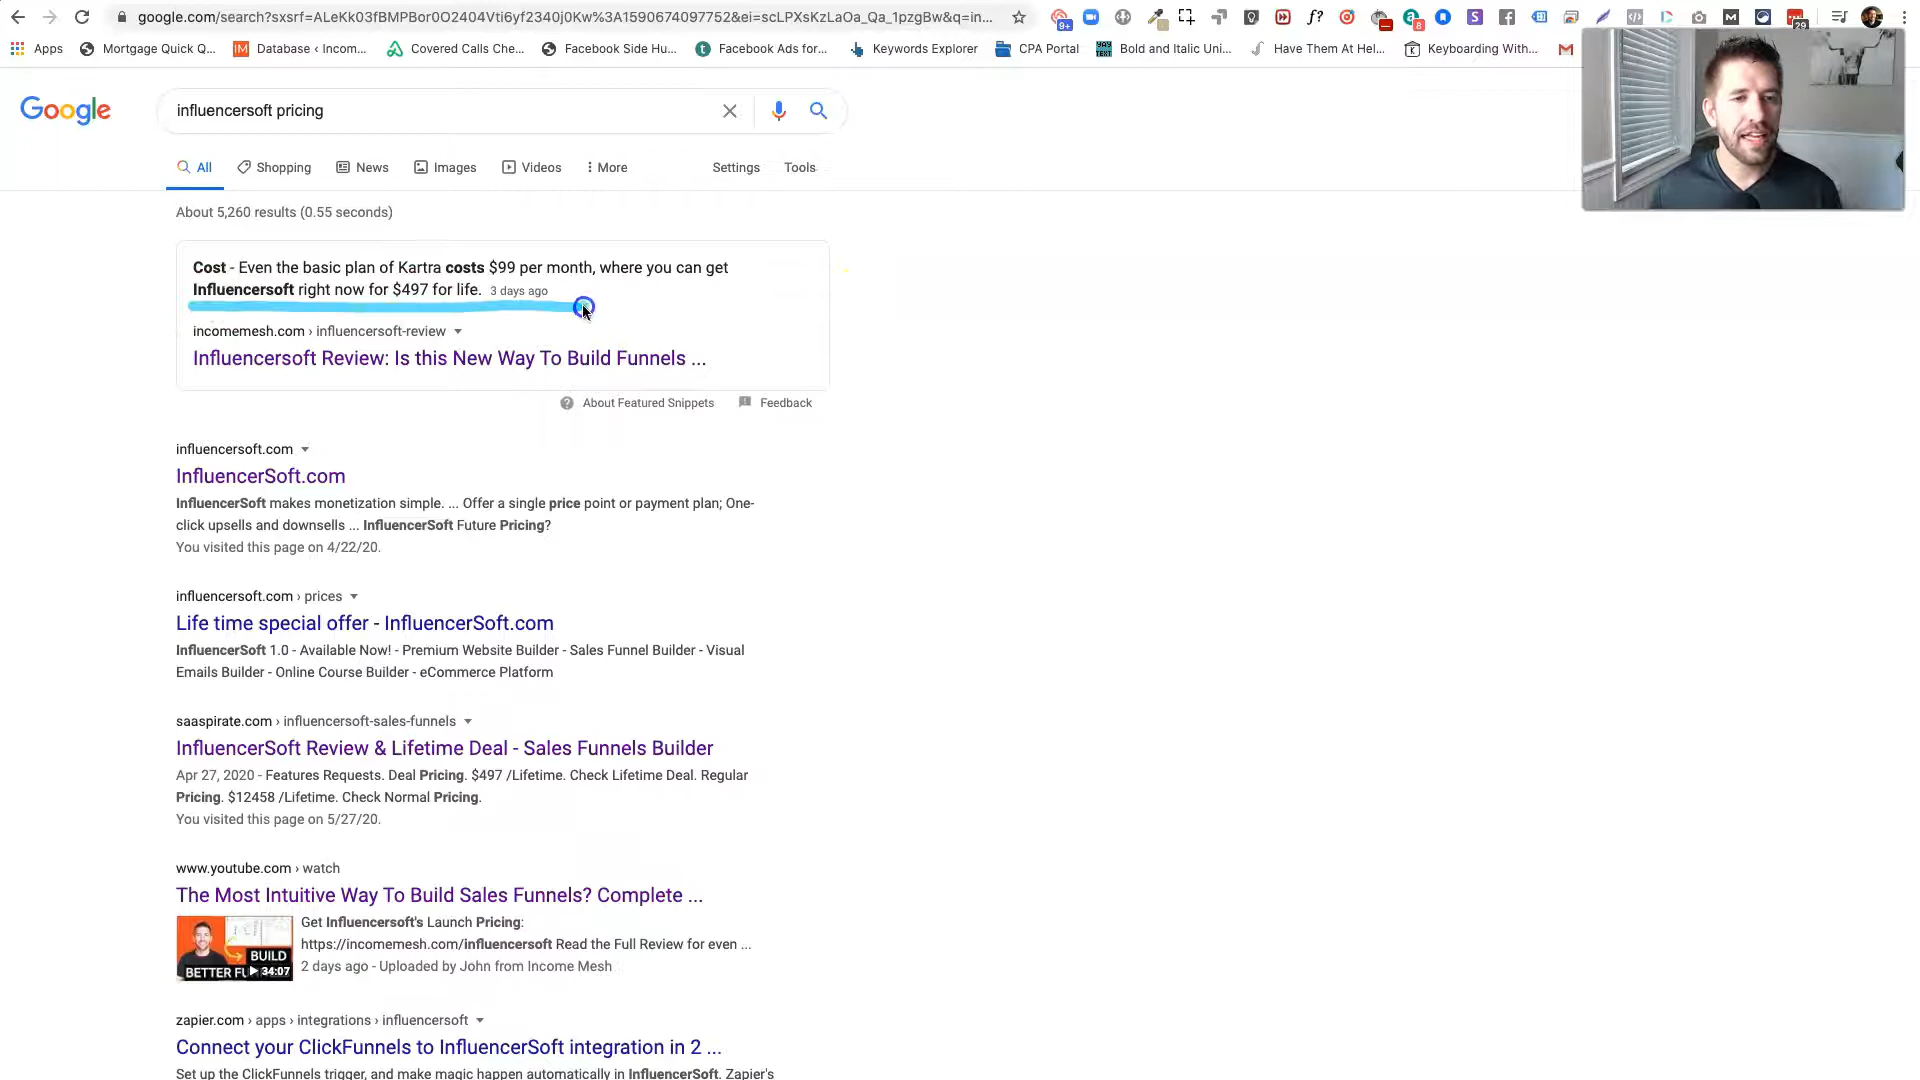 google.com/search?sxsrf=ALeKk03fBMPBor0O2404Vti6yf2340j0Kw%3A1590674097752&ei=scLPXsKzLaOa_Qa_1pzgBw&q=in...
9+
8
29
Apps
Mortgage Quick Q...
IM Database ‹ Incom...
Covered Calls Che...
Facebook Side Hu...
Facebook Ads for...
Keywords Explorer
CPA Portal
Bold and Italic Uni...
Have Them At Hel...
Keyboarding With...
Google
influencersoft pricing
All
Shopping
News
Images
Videos
More
Settings
Tools
About 5,260 results (0.55 seconds)
Cost - Even the basic plan of Kartra costs $99 per month, where you can get
Influencersoft right now for $497 for life. 3 days ago
incomemesh.com › influencersoft-review
Influencersoft Review: Is this New Way To Build Funnels ...
About Featured Snippets
Feedback
influencersoft.com
InfluencerSoft.com
InfluencerSoft makes monetization simple. ... Offer a single price point or payment plan; One-
click upsells and downsells ... InfluencerSoft Future Pricing?
You visited this page on 4/22/20.
influencersoft.com › prices
Life time special offer - InfluencerSoft.com
InfluencerSoft 1.0 - Available Now! - Premium Website Builder - Sales Funnel Builder - Visual
Emails Builder - Online Course Builder - eCommerce Platform
saaspirate.com › influencersoft-sales-funnels
InfluencerSoft Review & Lifetime Deal - Sales Funnels Builder
Apr 27, 2020 - Features Requests. Deal Pricing. $497 /Lifetime. Check Lifetime Deal. Regular
Pricing. $12458 /Lifetime. Check Normal Pricing.
You visited this page on 5/27/20.
www.youtube.com › watch
The Most Intuitive Way To Build Sales Funnels? Complete ...
BUILD
BETTER FU
34:07
Get Influencersoft's Launch Pricing:
https://incomemesh.com/influencersoft Read the Full Review for even ...
2 days ago - Uploaded by John from Income Mesh
zapier.com › apps › integrations › influencersoft
Connect your ClickFunnels to InfluencerSoft integration in 2 ...
Set up the ClickFunnels trigger, and make magic happen automatically in InfluencerSoft. Zapier's